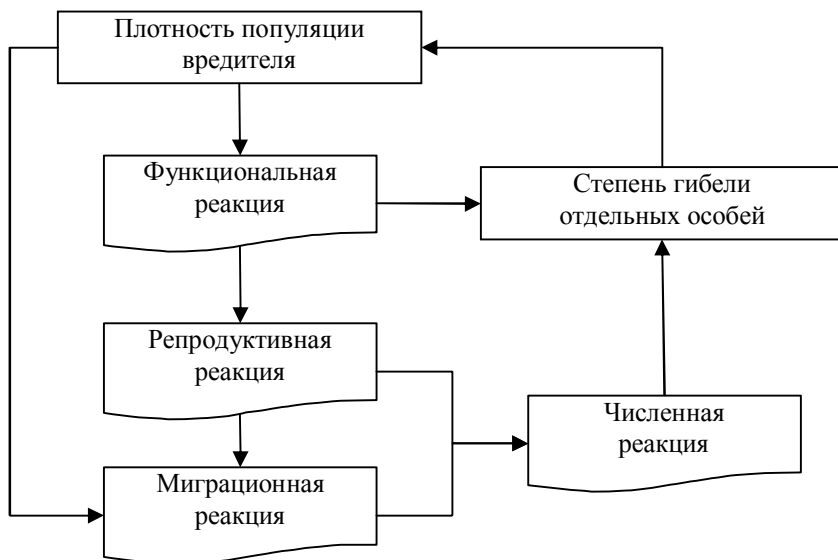 Плотность популяции
вредителя
Функциональная
реакция
Степень гибели
отдельных особей
Репродуктивная
реакция
Численная
реакция
Миграционная
реакция